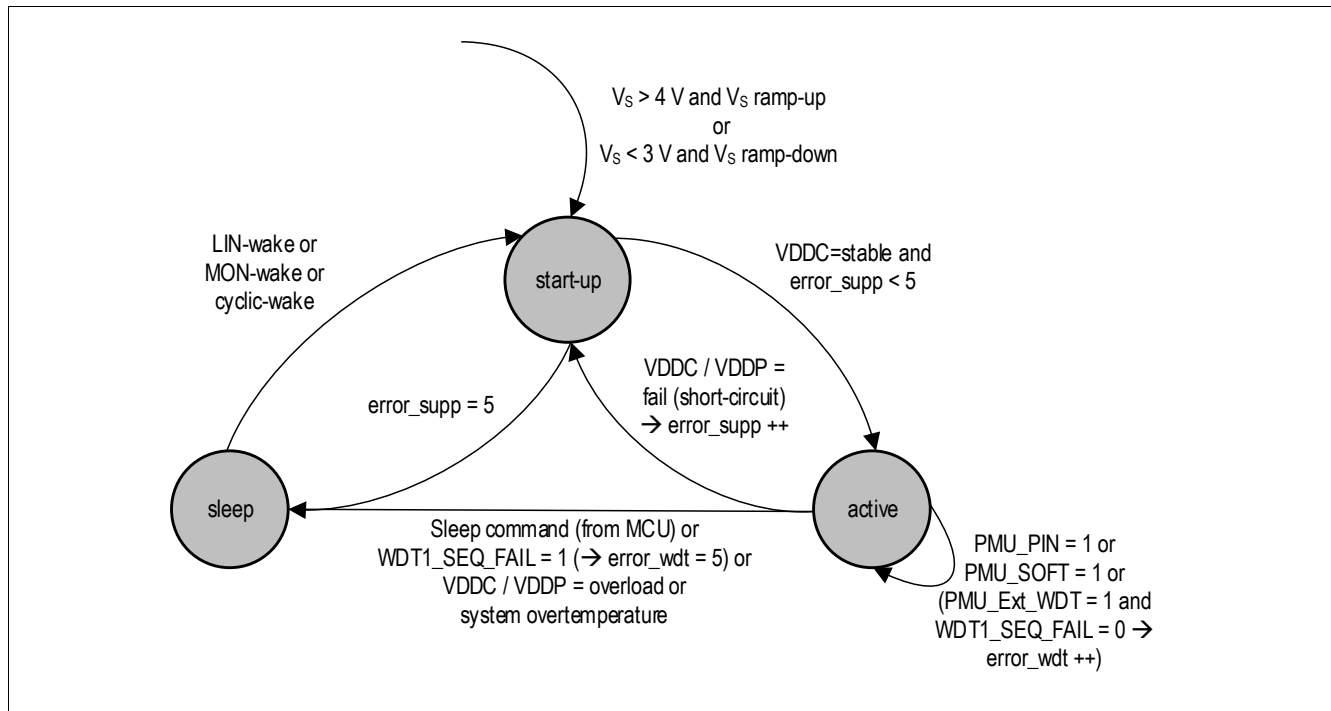 V_S > 4 V and V_S ramp-up
or
V_S < 3 V and V_S ramp-down
LIN-wake or
MON-wake or
cyclic-wake
start-up
VDDC=stable and
error_supp < 5
VDDC / VDDP =
fail (short-circuit)
→ error_supp ++
error_supp = 5
sleep
active
Sleep command (from MCU) or
WDT1_SEQ_FAIL = 1 (→ error_wdt = 5) or
VDDC / VDDP = overload or
system overtemperature
PMU_PIN = 1 or
PMU_SOFT = 1 or
(PMU_Ext_WDT = 1 and
WDT1_SEQ_FAIL = 0 →
error_wdt ++)